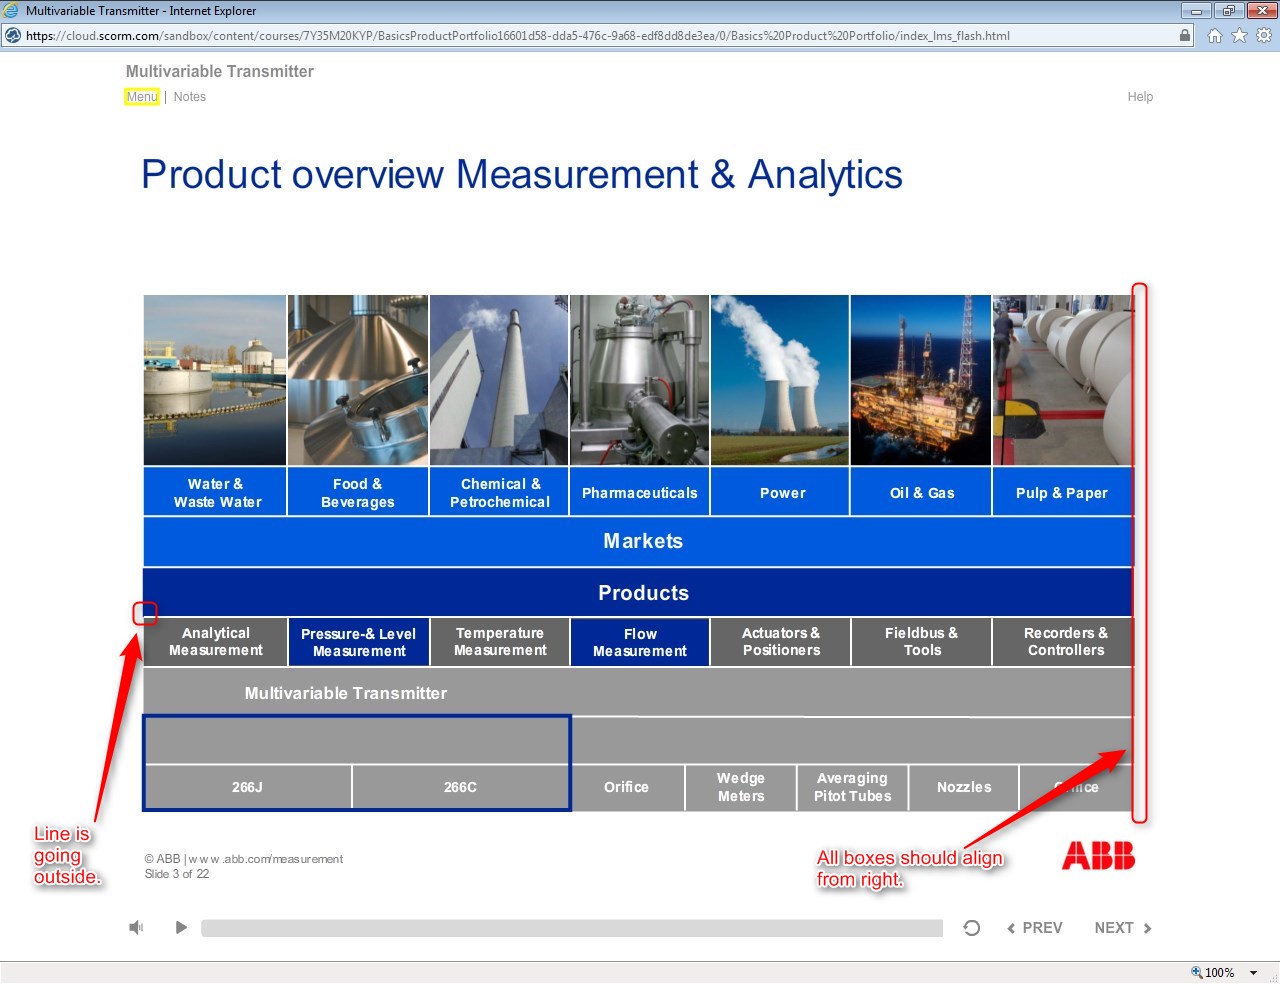 Multivariable Transmitter - Internet Explorer
https://cloud.scorm.com/sandbox/content/courses/7Y35M20KYP/BasicsProductPortfolio16601d58-dda5-476c-9a68-edf8dd8de3ea/0/Basics%20Product%20Portfolio/index_lms_flash.html
Multivariable Transmitter
Menu | Notes
Help
Product overview Measurement & Analytics
Water &
Waste Water
Food &
Beverages
Chemical &
Petrochemical
Pharmaceuticals
Power
Oil & Gas
Pulp & Paper
Markets
Products
Analytical
Measurement
Pressure-& Level
Measurement
Temperature
Measurement
Flow
Measurement
Actuators &
Positioners
Fieldbus &
Tools
Recorders &
Controllers
Multivariable Transmitter
266J
266C
Orifice
Wedge
Meters
Averaging
Pitot Tubes
Nozzles
Line is
going
outside.
All boxes should align
from right.
© ABB | www.abb.com/measurement
Slide 3 of 22
ABB
PREV
NEXT
100%